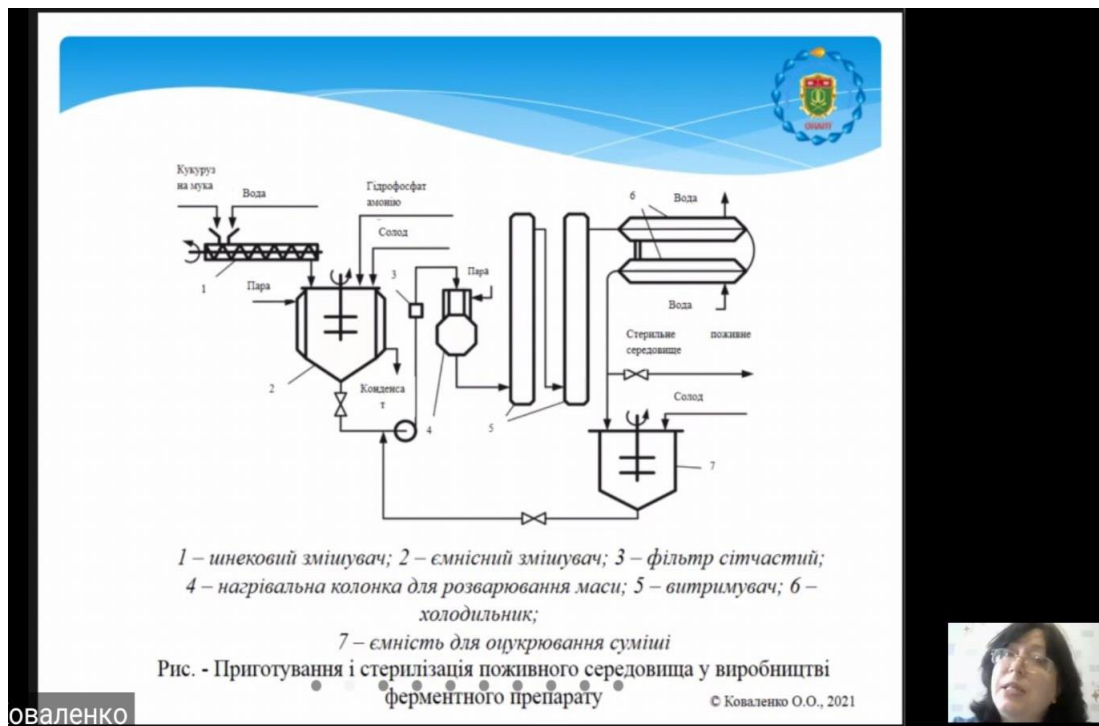 ОНАПТ
Кукуруз
на мука
Вода
Гідрофосфат
амонію
Солод
Пара
1
2
3
Пара
Конденса
т
4
5
6
Вода
Вода
Стерильне поживне
середовище
Солод
7
1 – шнековий змішувач; 2 – ємнісний змішувач; 3 – фільтр сітчастий;
4 – нагрівальна колонка для розварювання маси; 5 – витримувач; 6 –
холодильник;
7 – ємність для оцукрювання суміші
Рис. - Приготування і стерилізація поживного середовища у виробництві
ферментного препарату
© Коваленко О.О., 2021
оваленко